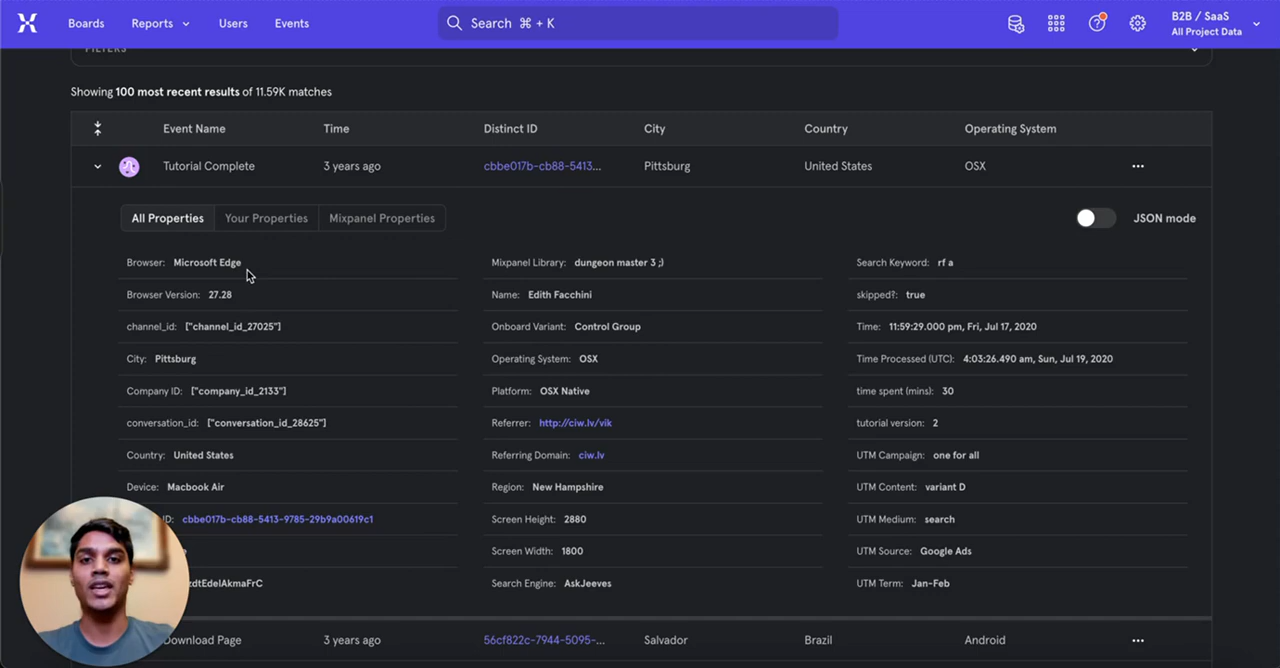 Boards Reports Users Events Search ⌘ + K B2B / SaaS
All Project Data
FILTERS
Showing 100 most recent results of 11.59K matches
Event Name Time Distinct ID City Country Operating System
Tutorial Complete 3 years ago cbbe017b-cb88-5413... Pittsburg United States OSX ...
All Properties Your Properties Mixpanel Properties JSON mode
Browser: Microsoft Edge Mixpanel Library: dungeon master 3 ;) Search Keyword: rf a
Browser Version: 27.28 Name: Edith Facchini skipped?: true
channel_id: ["channel_id_27025"] Onboard Variant: Control Group Time: 11:59:29.000 pm, Fri, Jul 17, 2020
City: Pittsburg Operating System: OSX Time Processed (UTC): 4:03:26.490 am, Sun, Jul 19, 2020
Company ID: ["company_id_2133"] Platform: OSX Native time spent (mins): 30
conversation_id: ["conversation_id_28625"] Referrer: http://ciw.lv/vik tutorial version: 2
Country: United States Referring Domain: ciw.lv UTM Campaign: one for all
Device: Macbook Air Region: New Hampshire UTM Content: variant D
ID: cbbe017b-cb88-5413-9785-29b9a00619c1 Screen Height: 2880 UTM Medium: search
Screen Width: 1800 UTM Source: Google Ads
zdtEdelAkmaFrC Search Engine: AskJeeves UTM Term: Jan-Feb
Download Page 3 years ago 56cf822c-7944-5095-... Salvador Brazil Android ...